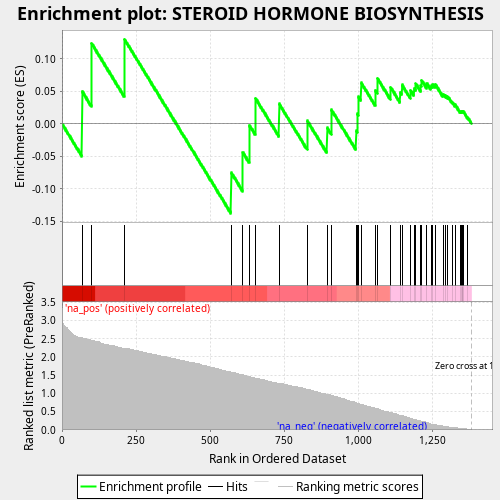 Enrichment plot: STEROID HORMONE BIOSYNTHESIS
Enrichment score (ES)
0.10
0.05
0.00
-0.05
-0.10
-0.15
'na_pos' (positively correlated)
Ranked list metric (PreRanked)
3.5
3.0
2.5
2.0
1.5
1.0
0.5
0.0
Zero cross at 1
'na_neg' (negatively correlated)
0
250
500
750
1,000
1,250
Rank in Ordered Dataset
Enrichment profile
Hits
Ranking metric scores